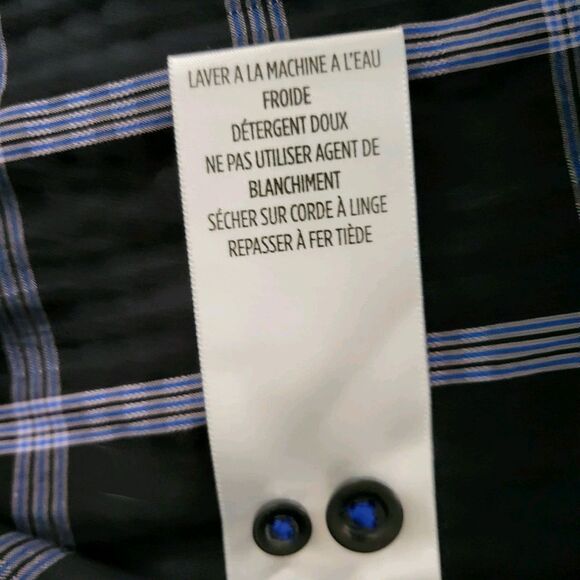 LAVER A LA MACHINE A L'EAU
FROIDE
DÉTERGENT DOUX
NE PAS UTILISER AGENT DE
BLANCHIMENT
SÉCHER SUR CORDE À LINGE
REPASSER À FER TIÈDE